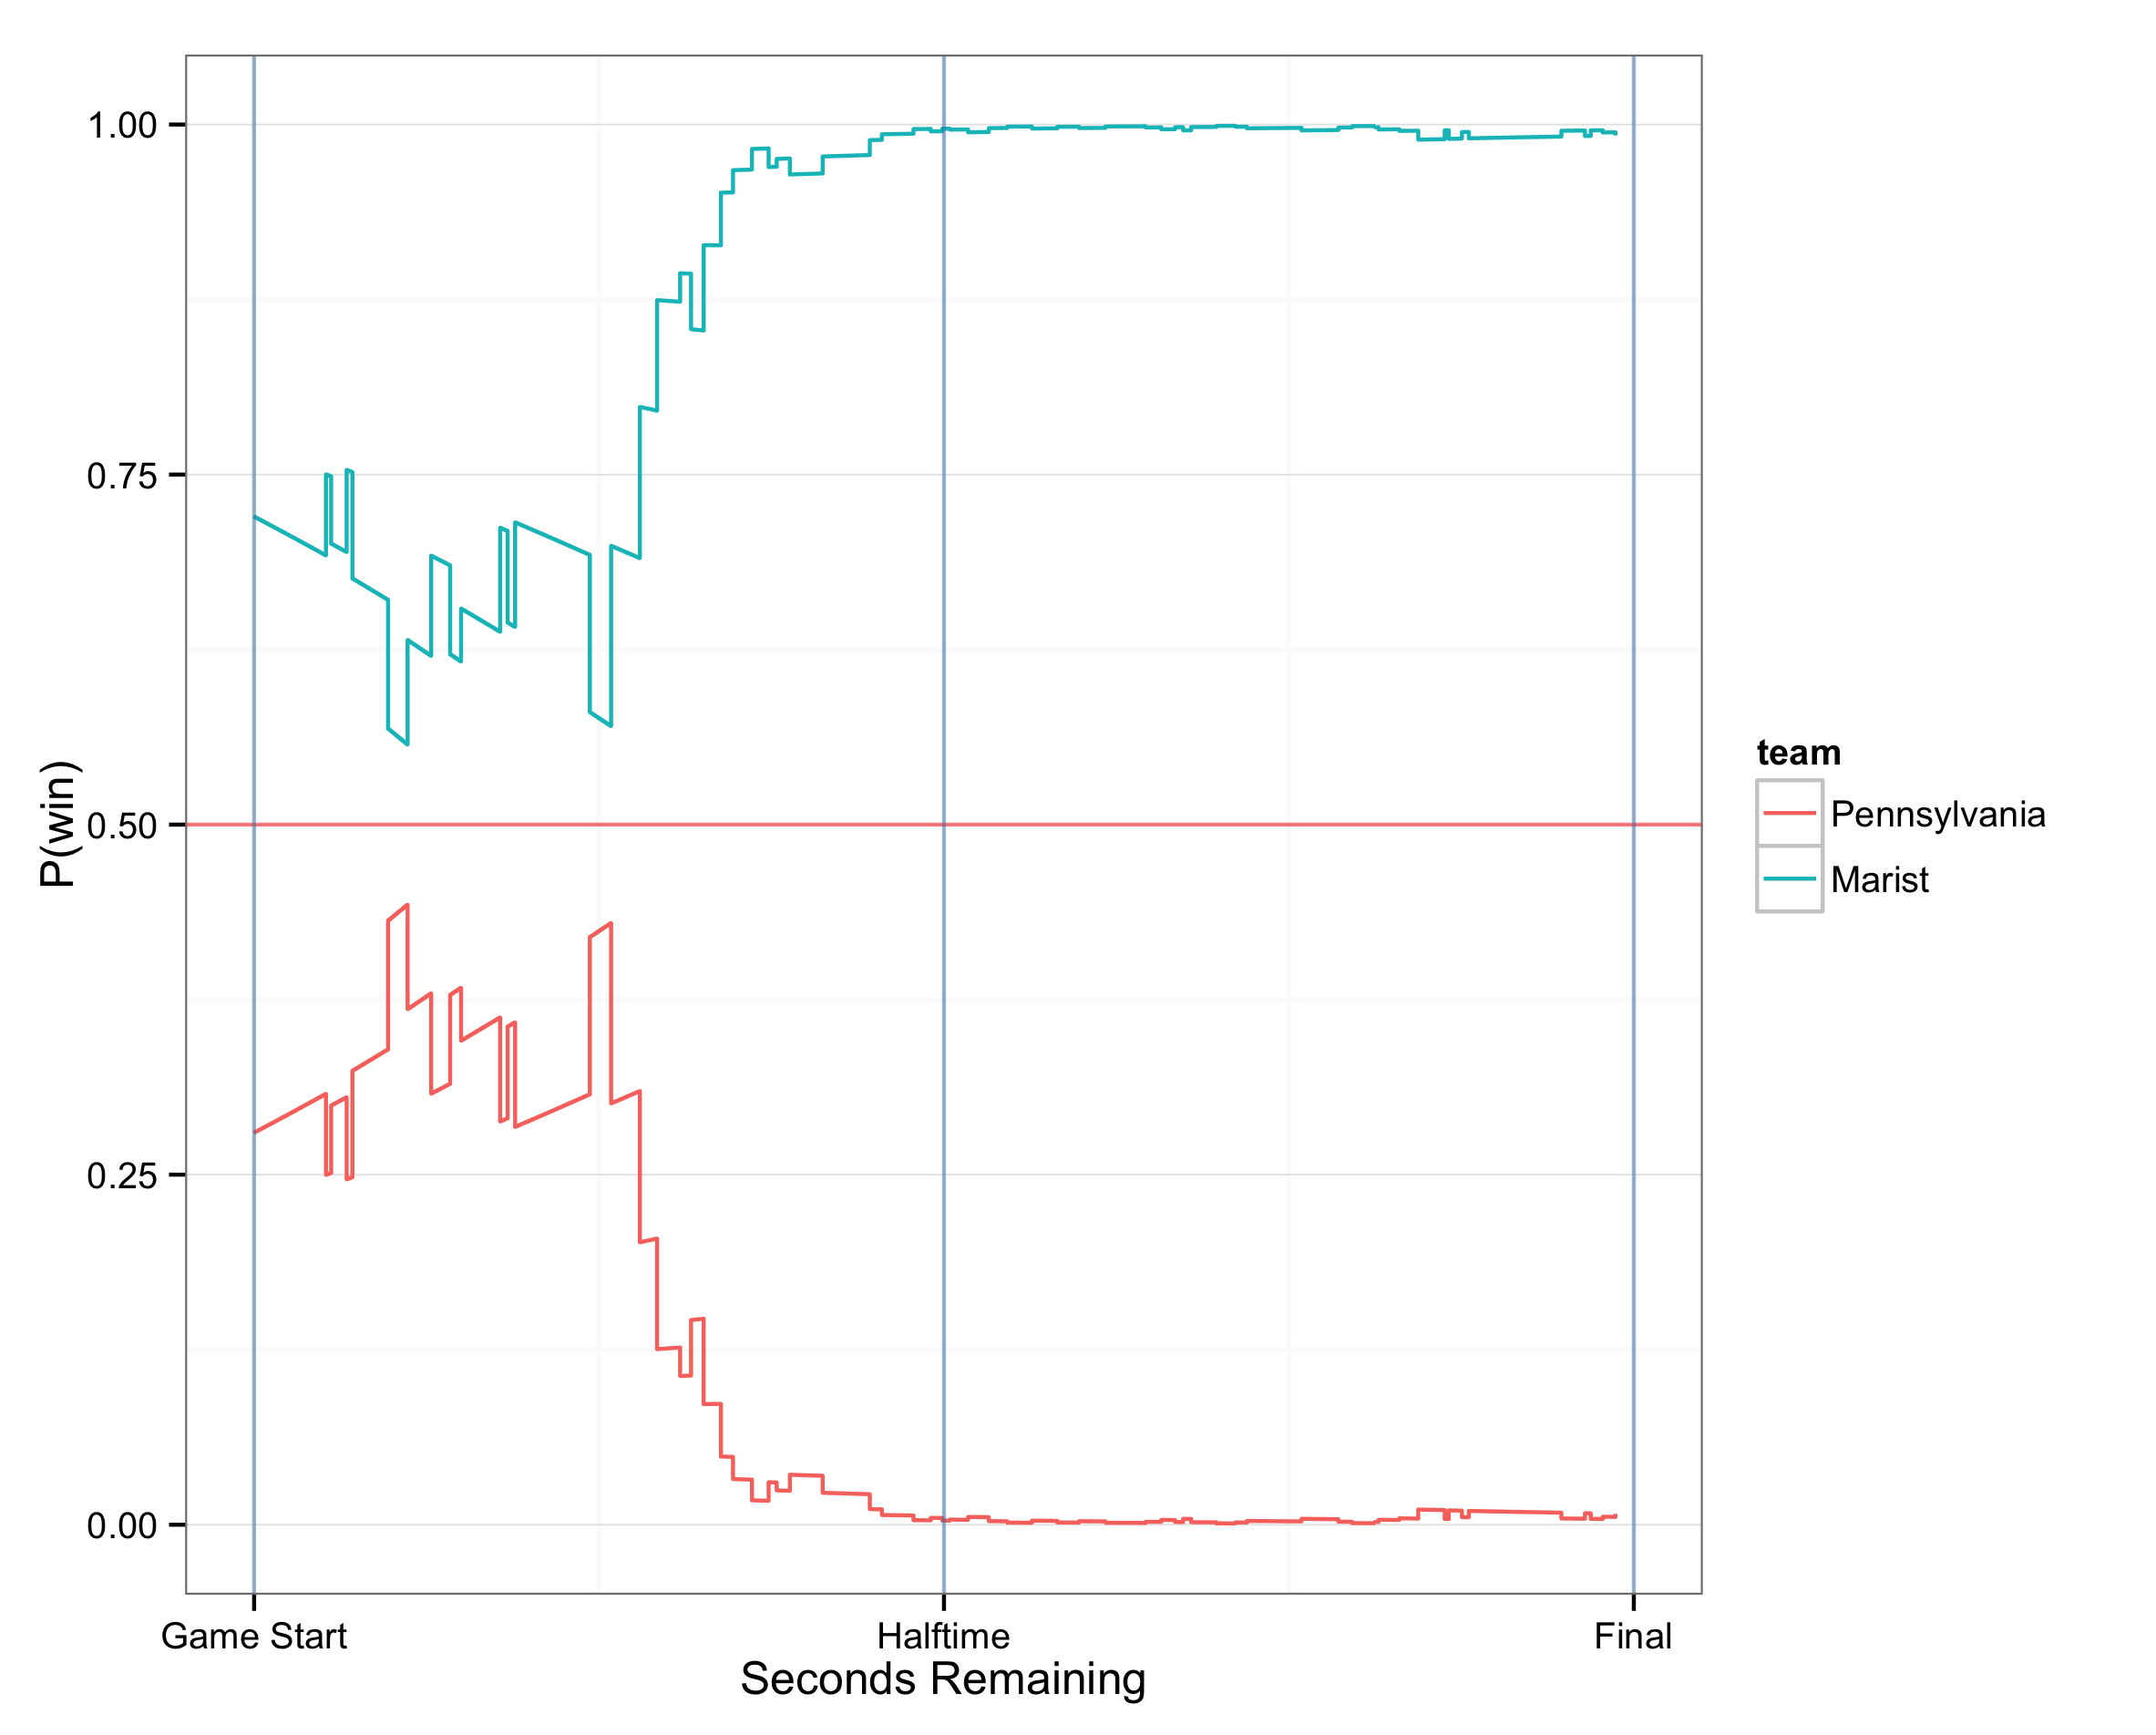 1.00
0.75
0.50
0.25
0.00
P(win)
Game Start
Halftime
Final
Seconds Remaining
team
Pennsylvania
Marist